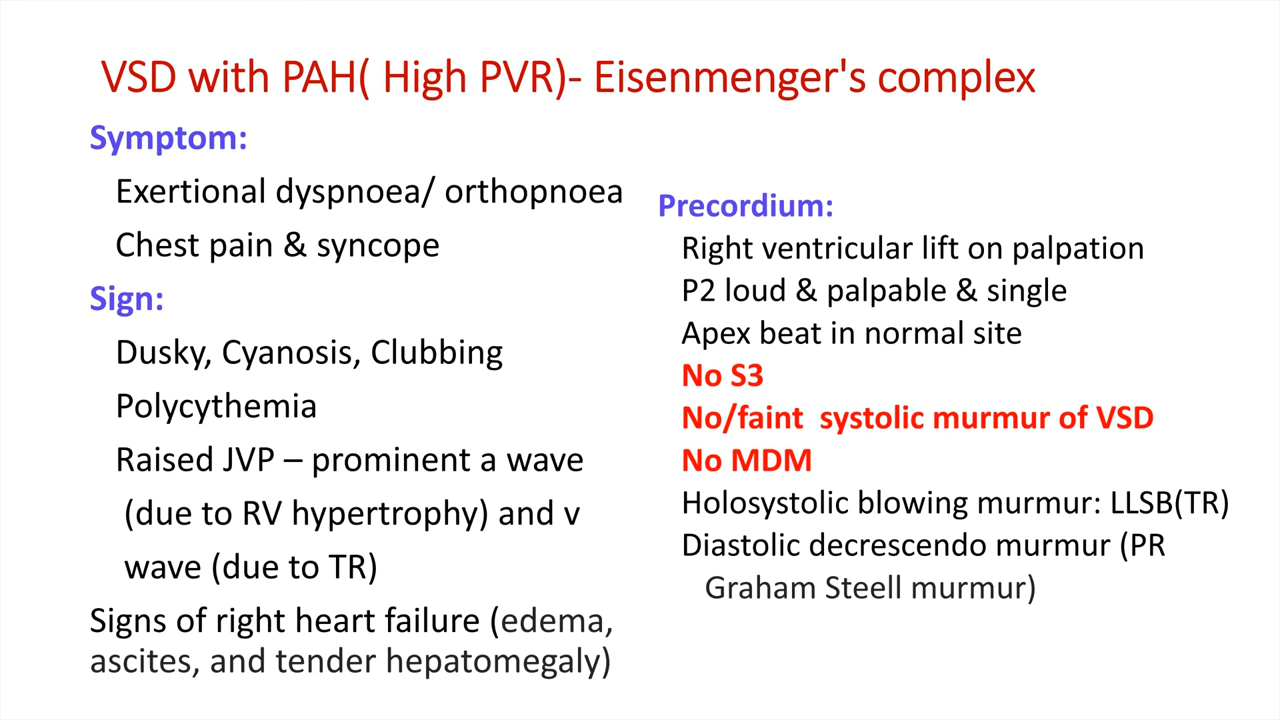 VSD with PAH( High PVR)- Eisenmenger's complex
Symptom:
Exertional dyspnoea/ orthopnoea
Chest pain & syncope
Sign:
Dusky, Cyanosis, Clubbing
Polycythemia
Raised JVP – prominent a wave
(due to RV hypertrophy) and v
wave (due to TR)
Signs of right heart failure (edema,
ascites, and tender hepatomegaly)
Precordium:
Right ventricular lift on palpation
P2 loud & palpable & single
Apex beat in normal site
No S3
No/faint systolic murmur of VSD
No MDM
Holosystolic blowing murmur: LLSB(TR)
Diastolic decrescendo murmur (PR
Graham Steell murmur)